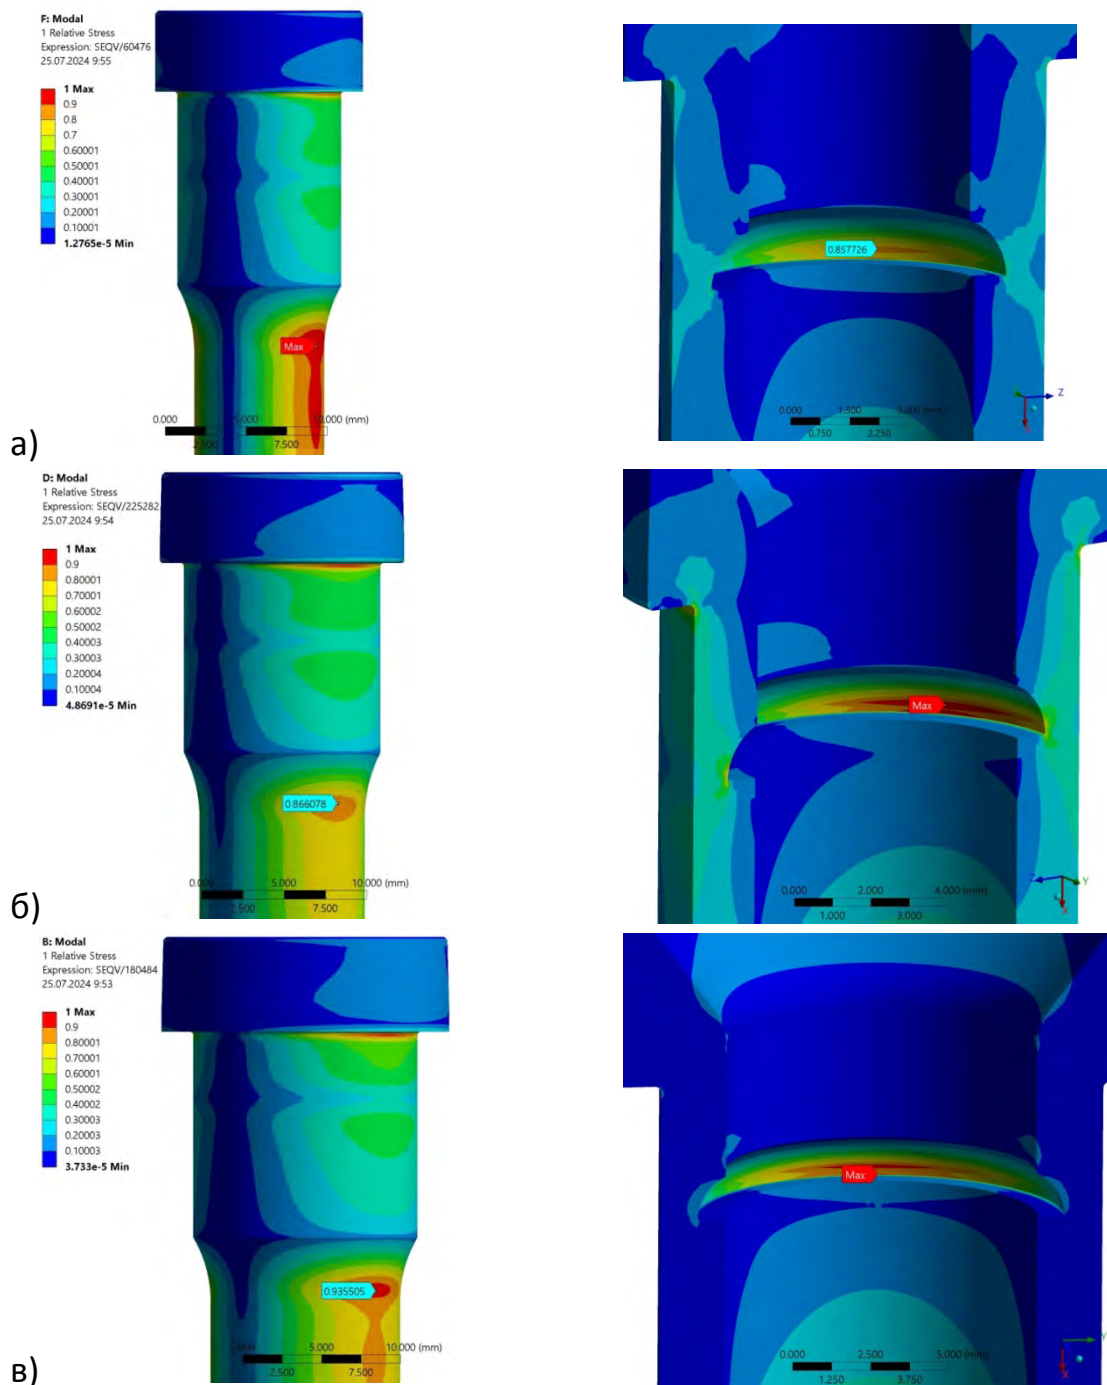 F: Modal
1 Relative Stress
Expression: SEQV/60476
25.07.2024 9:55
1 Max
0.9
0.8
0.7
0.60001
0.50001
0.40001
0.30001
0.20001
0.10001
1.2765e-5 Min
Max
0.000 5.000 10.000 (mm)
2.500 7.500
0.857726
0.000 1.500 3.000 (mm)
0.750 2.250
Z
X
а)
D: Modal
1 Relative Stress
Expression: SEQV/225282
25.07.2024 9:54
1 Max
0.9
0.80001
0.70001
0.60002
0.50002
0.40003
0.30003
0.20004
0.10004
4.8691e-5 Min
0.866078
0.000 5.000 10.000 (mm)
2.500 7.500
Max
0.000 2.000 4.000 (mm)
1.000 3.000
Z
Y
X
б)
B: Modal
1 Relative Stress
Expression: SEQV/180484
25.07.2024 9:53
1 Max
0.9
0.80001
0.70001
0.60001
0.50002
0.40002
0.30003
0.20003
0.10003
3.733e-5 Min
0.935505
5.000 10.000 (mm)
2.500 7.500
Max
0.000 2.500 5.000 (mm)
1.250 3.750
Y
X
в)